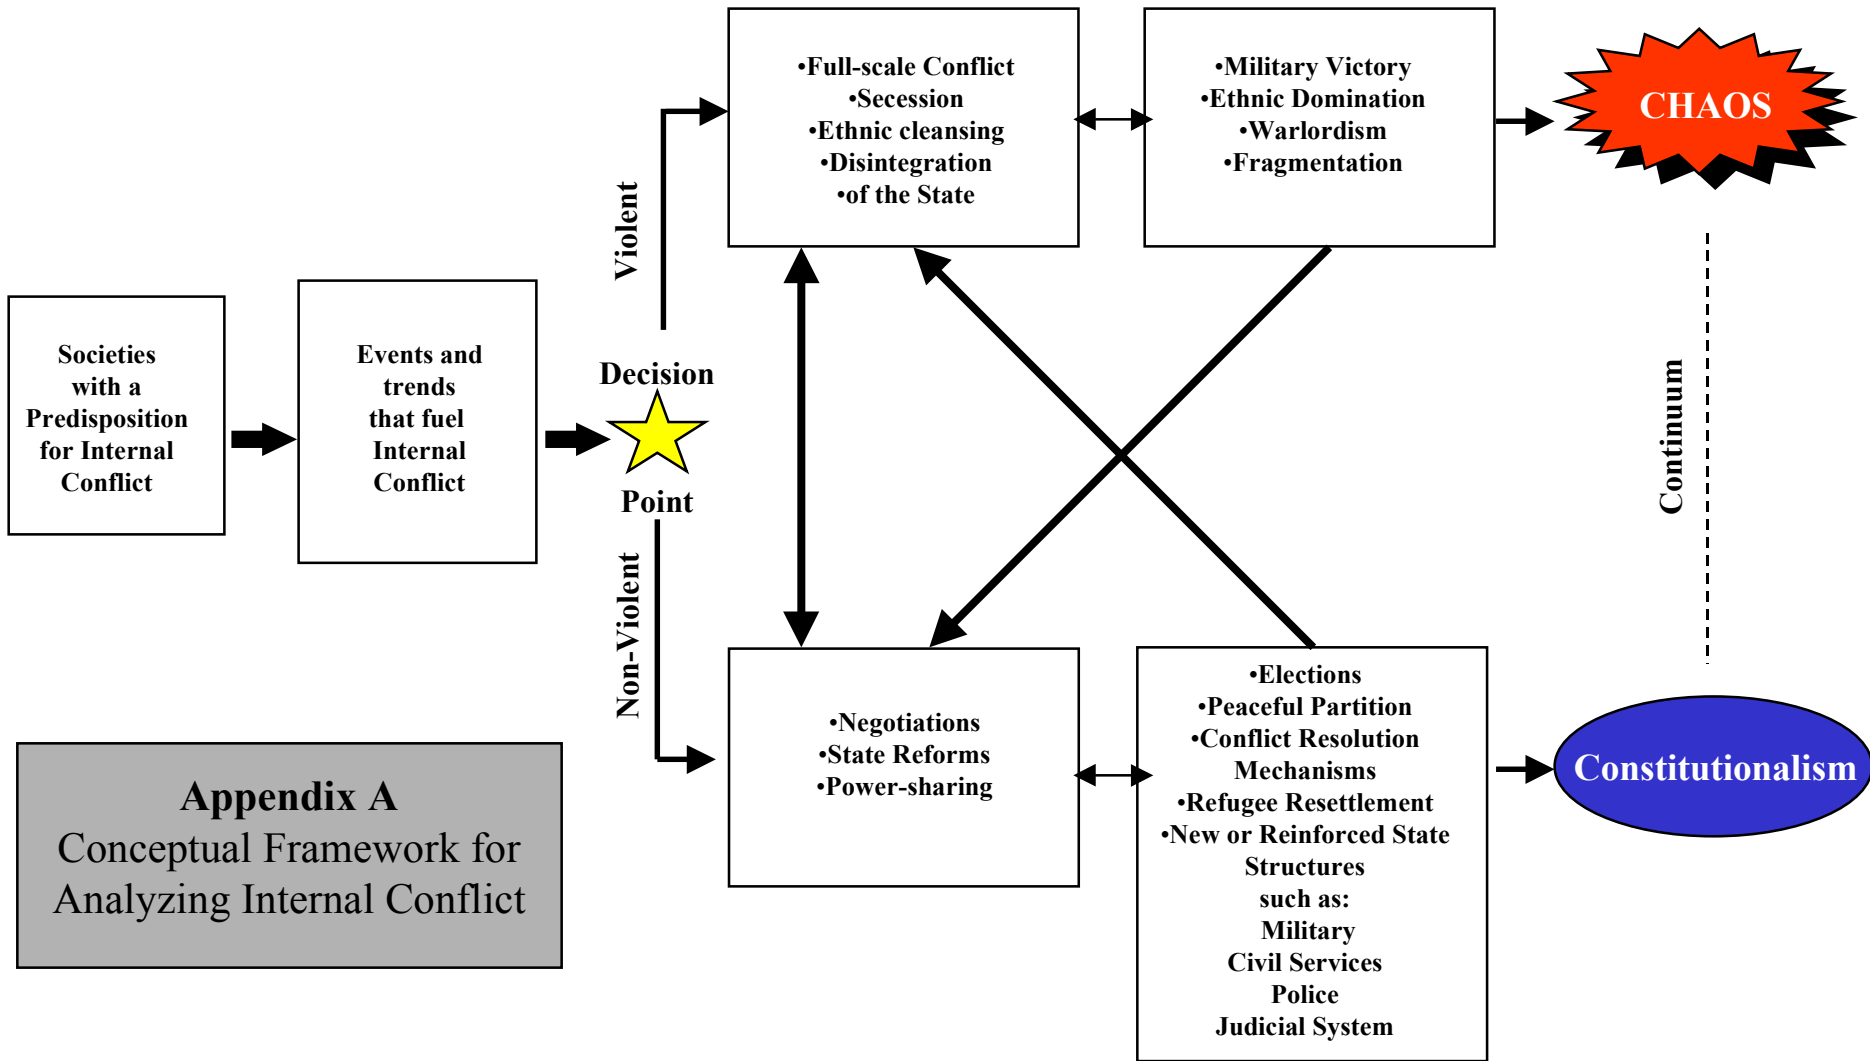 Societies
with a
Predisposition
for Internal
Conflict
Events and
trends
that fuel
Internal
Conflict
Decision
Point
Violent
Non-Violent
•Full-scale Conflict
•Secession
•Ethnic cleansing
•Disintegration
•of the State
•Military Victory
•Ethnic Domination
•Warlordism
•Fragmentation
CHAOS
Continuum
•Negotiations
•State Reforms
•Power-sharing
•Elections
•Peaceful Partition
•Conflict Resolution
Mechanisms
•Refugee Resettlement
•New or Reinforced State
Structures
such as:
Military
Civil Services
Police
Judicial System
Constitutionalism
Appendix A
Conceptual Framework for
Analyzing Internal Conflict